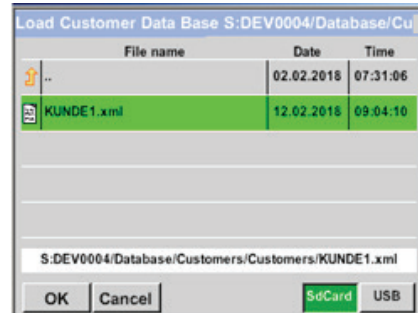 Load Customer Data Base S:DEV0004/Database/Cu
File name Date Time
.. 02.02.2018 07:31:06
KUNDE1.xml 12.02.2018 09:04:10
S:DEV0004/Database/Customers/Customers/KUNDE1.xml
OK Cancel SdCard USB